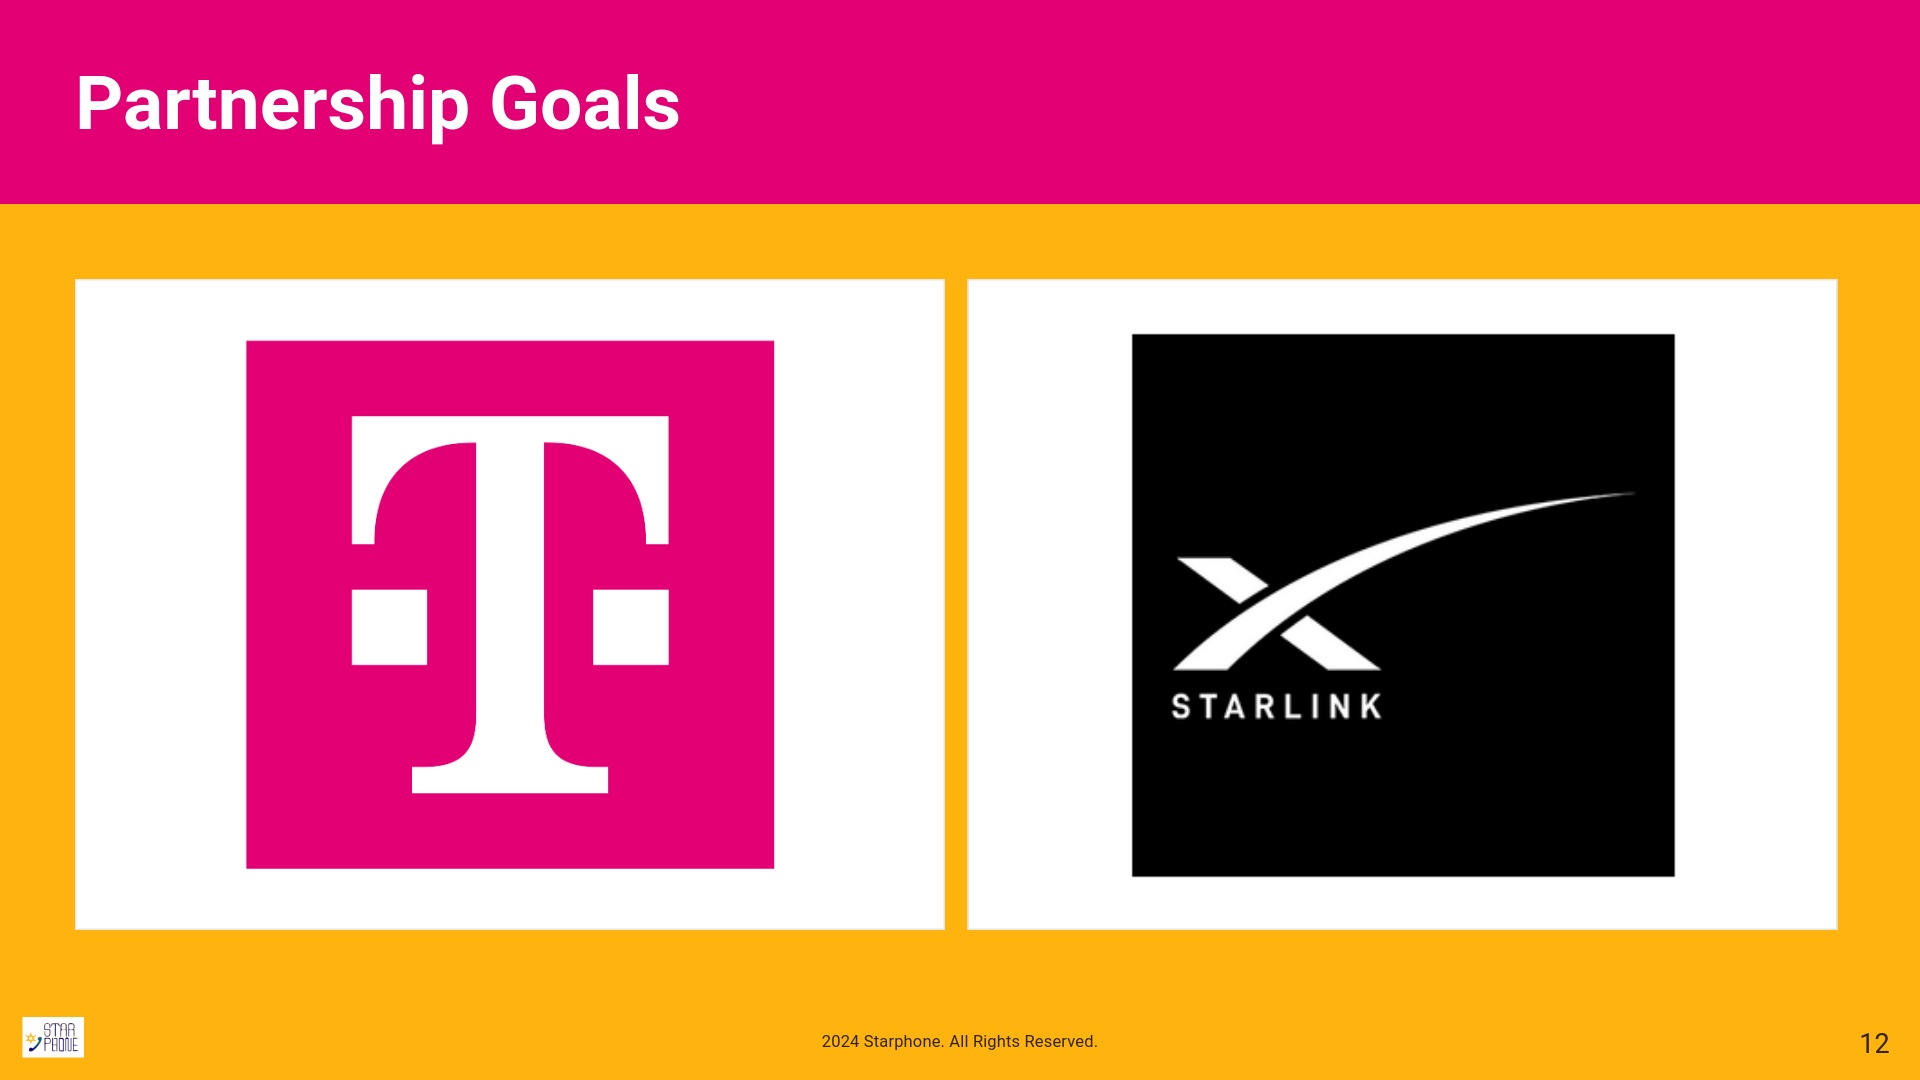 Partnership Goals
T
STARLINK
STAR
PHONE
2024 Starphone. All Rights Reserved.
12